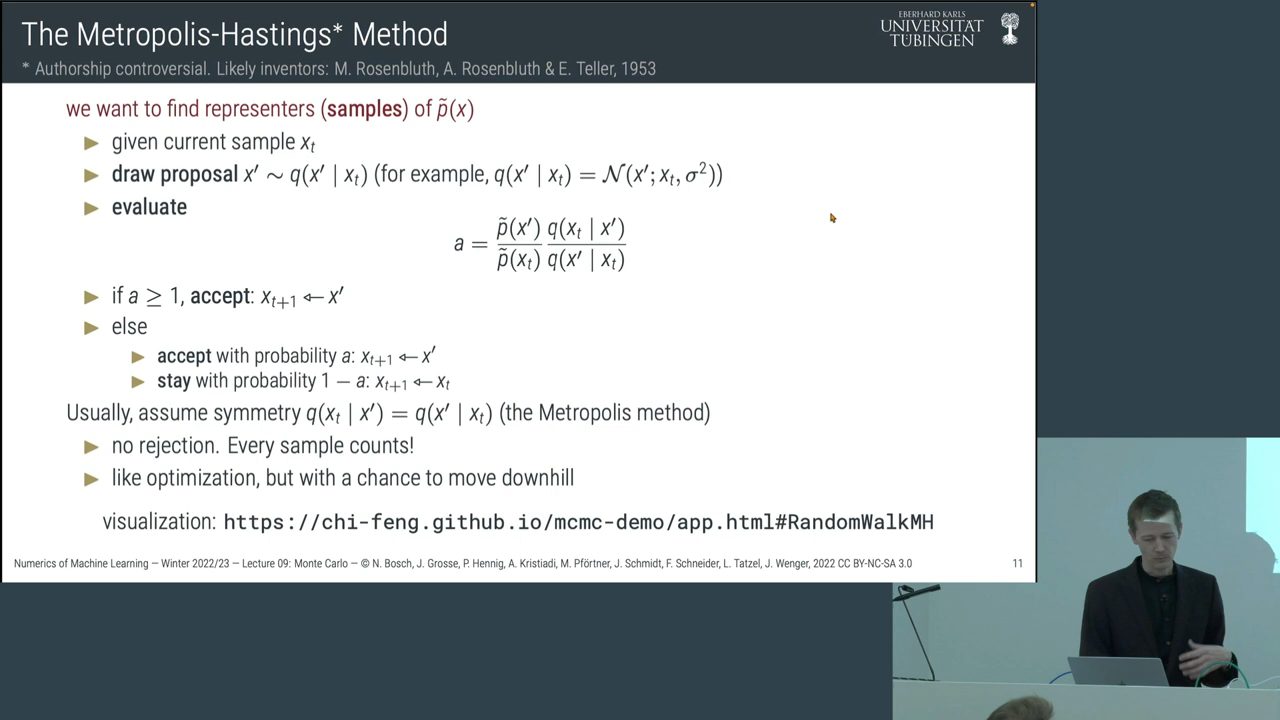 The Metropolis-Hastings* Method
* Authorship controversial. Likely inventors: M. Rosenbluth, A. Rosenbluth & E. Teller, 1953
EBERHARD KARLS
UNIVERSITÄT
TÜBINGEN
we want to find representers (samples) of p̃(x)
▶ given current sample xₜ
▶ draw proposal x′ ∼ q(x′ | xₜ) (for example, q(x′ | xₜ) = 𝒩(x′; xₜ, σ²))
▶ evaluate
a = p̃(x′)/p̃(xₜ) q(xₜ | x′)/q(x′ | xₜ)
▶ if a ≥ 1, accept: xₜ₊₁ ← x′
▶ else
▶ accept with probability a: xₜ₊₁ ← x′
▶ stay with probability 1 − a: xₜ₊₁ ← xₜ
Usually, assume symmetry q(xₜ | x′) = q(x′ | xₜ) (the Metropolis method)
▶ no rejection. Every sample counts!
▶ like optimization, but with a chance to move downhill
visualization: https://chi-feng.github.io/mcmc-demo/app.html#RandomWalkMH
Numerics of Machine Learning — Winter 2022/23 — Lecture 09: Monte Carlo — © N. Bosch, J. Grosse, P. Hennig, A. Kristiadi, M. Pförtner, J. Schmidt, F. Schneider, L. Tatzel, J. Wenger, 2022 CC BY-NC-SA 3.0
11